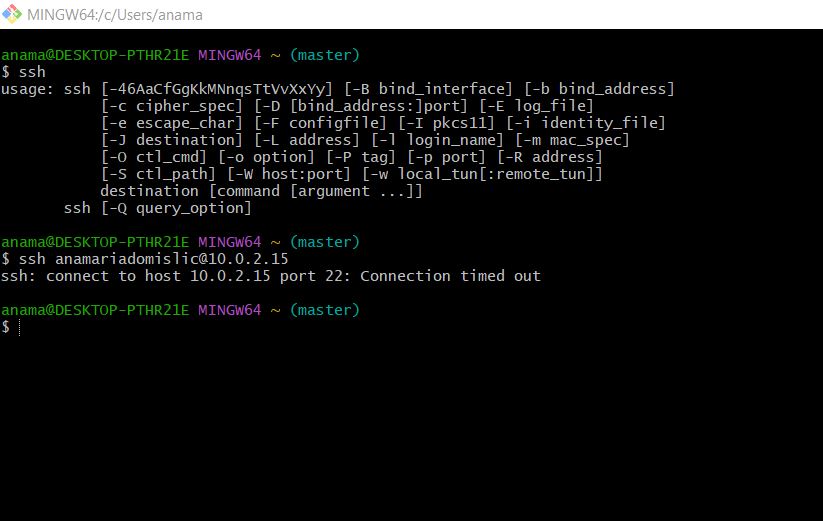 MINGW64:/c/Users/anama
anama@DESKTOP-PTHR21E MINGW64 ~ (master)
$ ssh
usage: ssh [-46AaCfGgKkMNnqsTtVvXxYy] [-B bind_interface] [-b bind_address]
           [-c cipher_spec] [-D [bind_address:]port] [-E log_file]
           [-e escape_char] [-F configfile] [-I pkcs11] [-i identity_file]
           [-J destination] [-L address] [-l login_name] [-m mac_spec]
           [-O ctl_cmd] [-o option] [-P tag] [-p port] [-R address]
           [-S ctl_path] [-W host:port] [-w local_tun[:remote_tun]]
           destination [command [argument ...]]
       ssh [-Q query_option]
anama@DESKTOP-PTHR21E MINGW64 ~ (master)
$ ssh anamariadomislic@10.0.2.15
ssh: connect to host 10.0.2.15 port 22: Connection timed out
anama@DESKTOP-PTHR21E MINGW64 ~ (master)
$